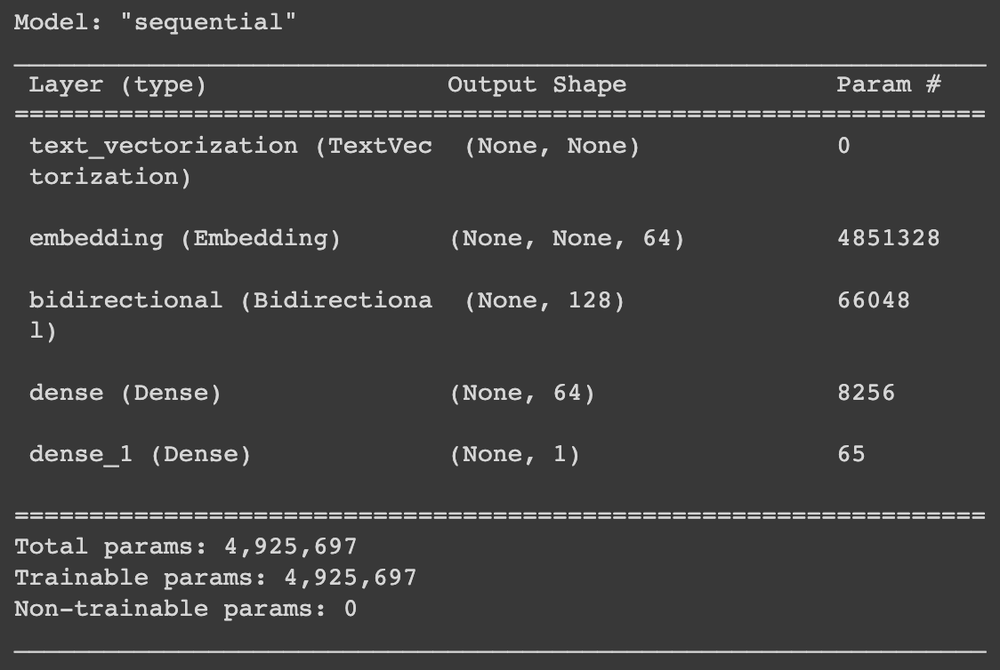 Model: "sequential"
Layer (type) Output Shape Param #
text_vectorization (TextVec (None, None) 0
torization)
embedding (Embedding) (None, None, 64) 4851328
bidirectional (Bidirectiona (None, 128) 66048
l)
dense (Dense) (None, 64) 8256
dense_1 (Dense) (None, 1) 65
Total params: 4,925,697
Trainable params: 4,925,697
Non-trainable params: 0